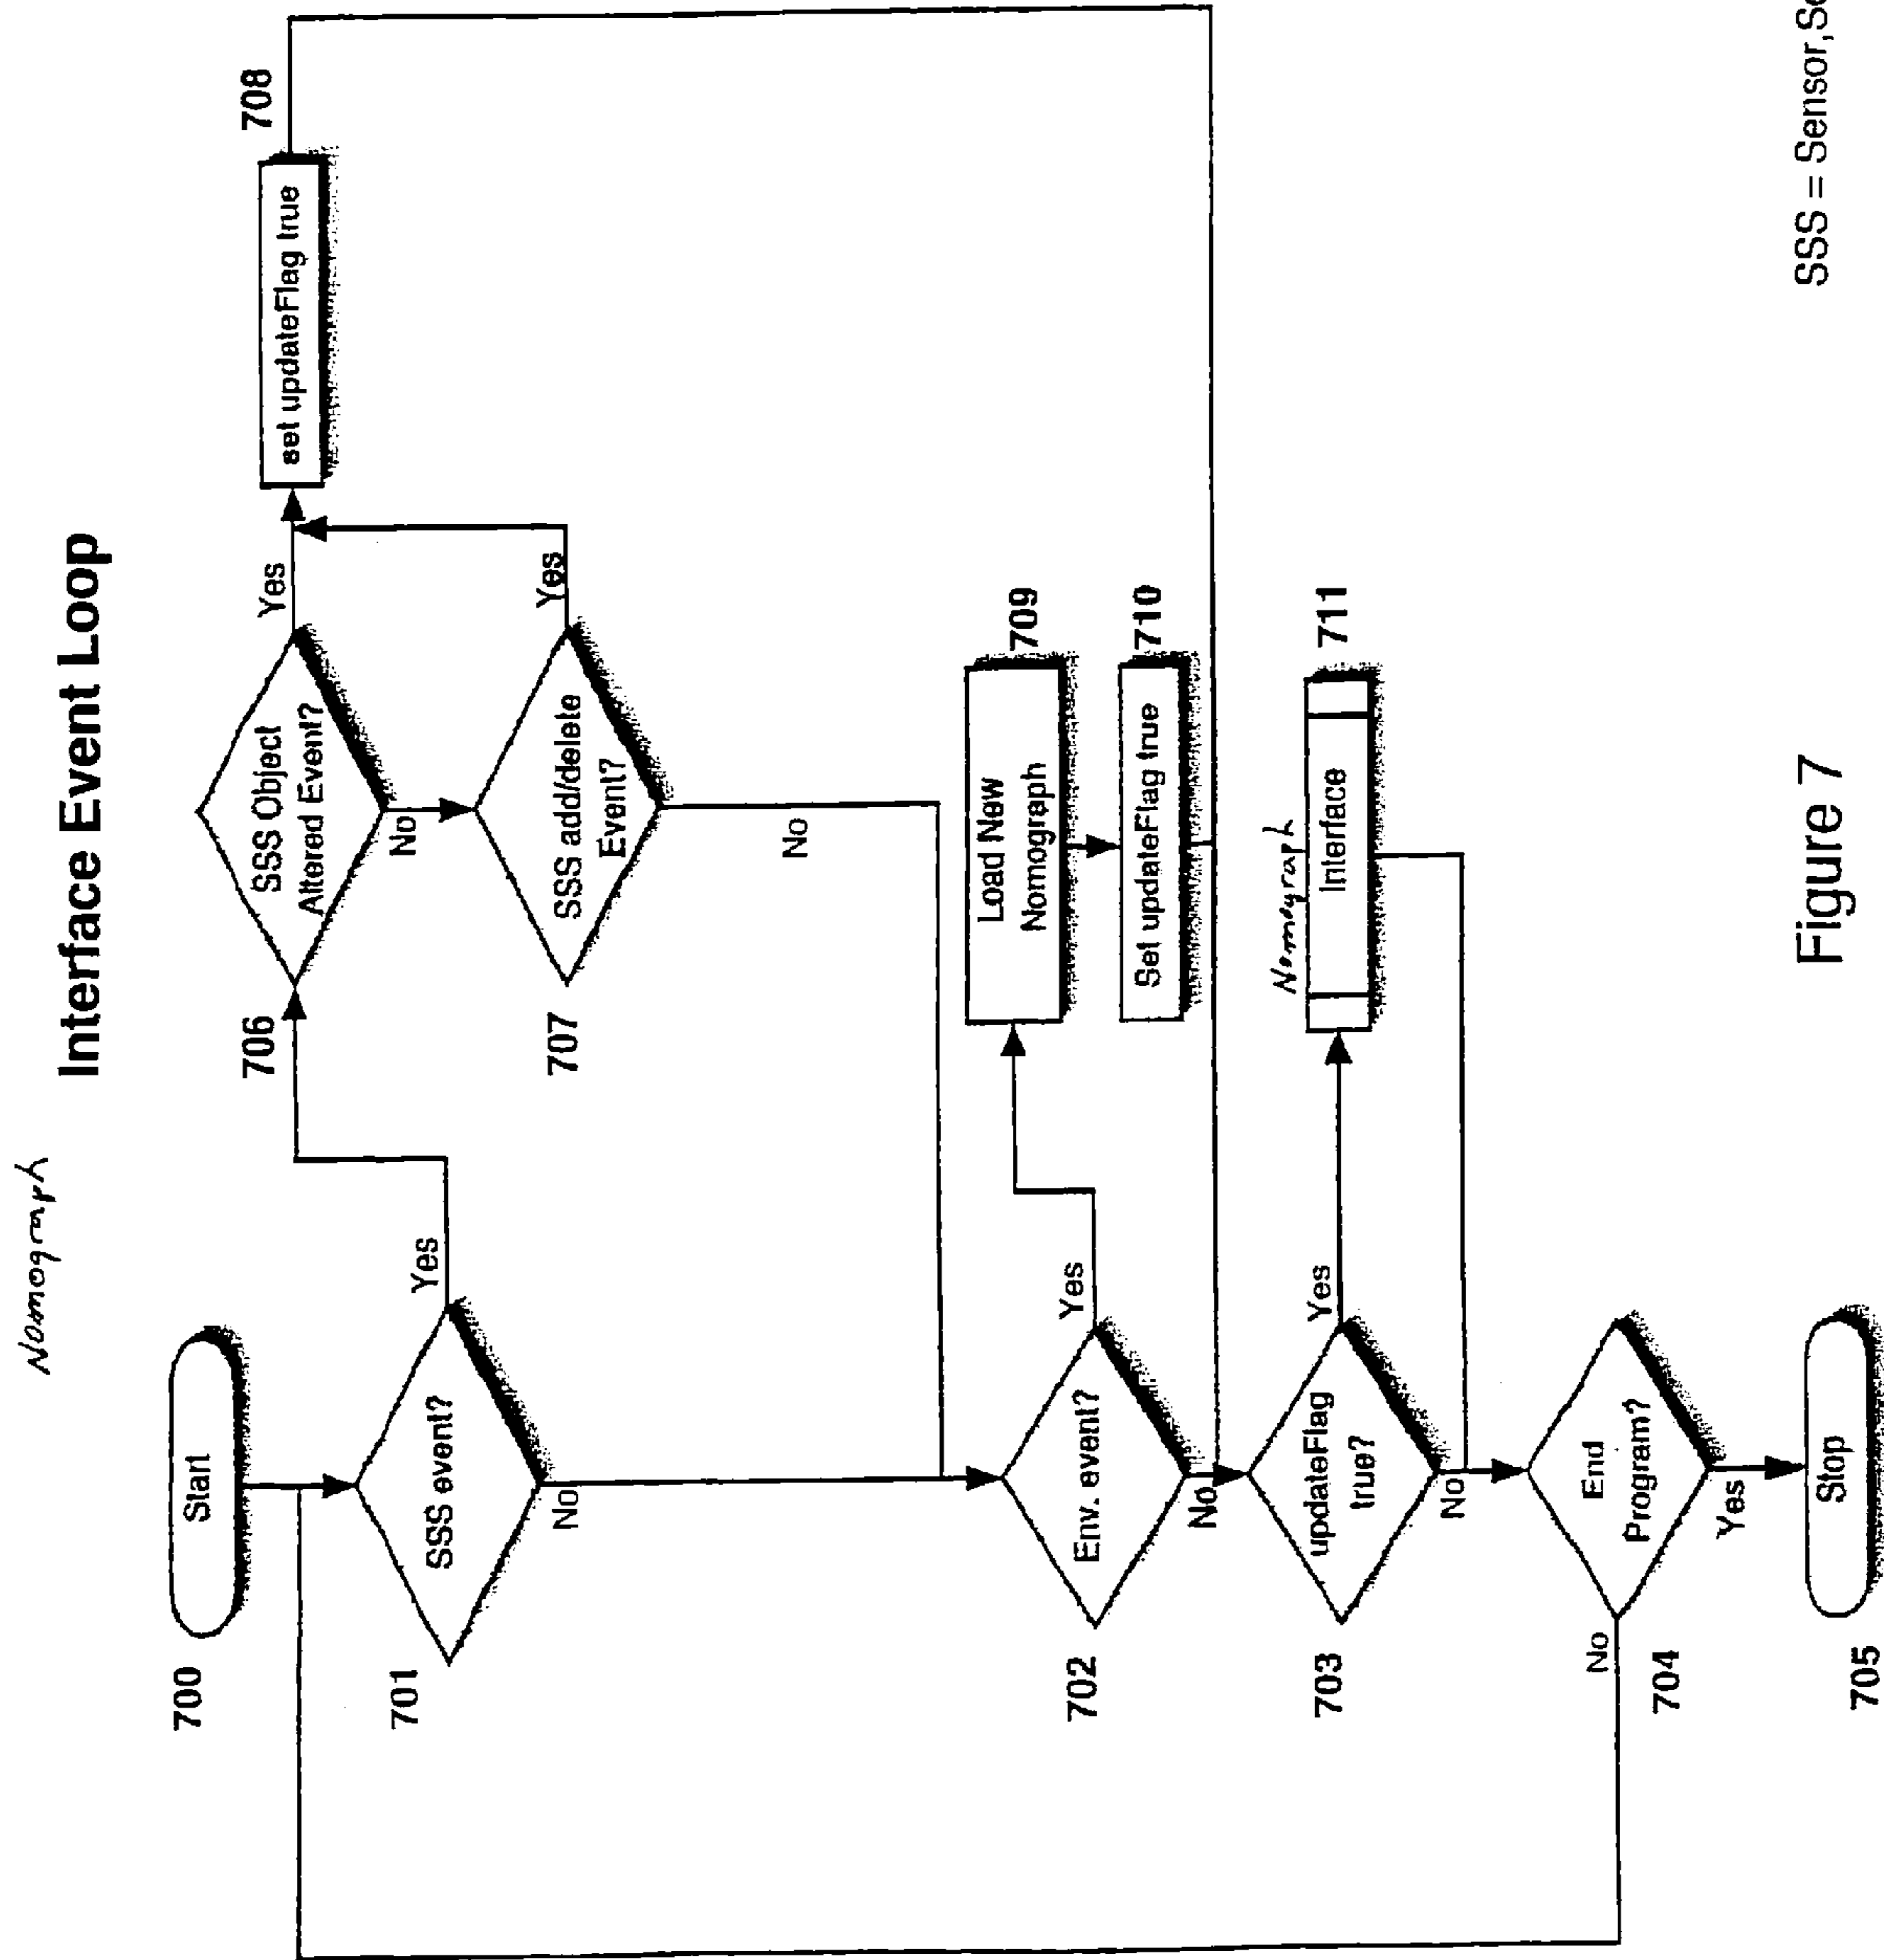 Nomograph
Interface Event Loop
700
Start
701
SSS event?
Yes
No
706
SSS Object
Altered Event?
Yes
No
708
set updateFlag true
707
SSS add/delete
Event?
Yes
No
702
Env. event?
Yes
No
709
Load New
Nomograph
710
Set updateFlag true
703
updateFlag
true?
Yes
No
Nomograph
Interface
711
704
End
Program?
No
Yes
705
Stop
Figure 7
SSS = Sensor,